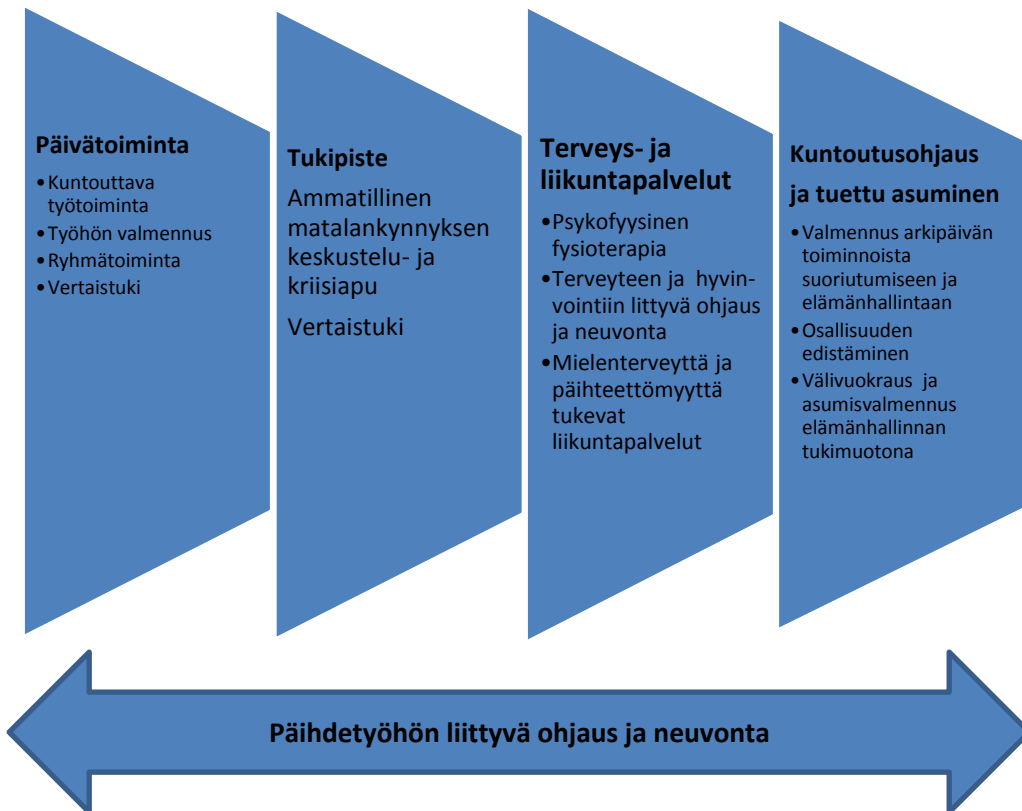 Päivätoiminta
•Kuntouttava
työtoiminta
•Työhön valmennus
•Ryhmätoiminta
•Vertaistuki
Tukipiste
Ammatillinen
matalankynnyksen
keskustelu- ja
kriisiapu
Vertaistuki
Terveys- ja
liikuntapalvelut
•Psykofyysinen
fysioterapia
•Terveyteen ja hyvin-
vointiin littyvä ohjaus
ja neuvonta
•Mielenterveyttä ja
päihteettömyyttä
tukevat
liikuntapalvelut
Kuntoutusohjaus
ja tuettu asuminen
•Valmennus arkipäivän
toiminnoista
suoriutumiseen ja
elämänhallintaan
•Osallisuuden
edistäminen
•Välivuokraus ja
asumisvalmennus
elämänhallinnan
tukimuotona
Päihdetyöhön liittyvä ohjaus ja neuvonta